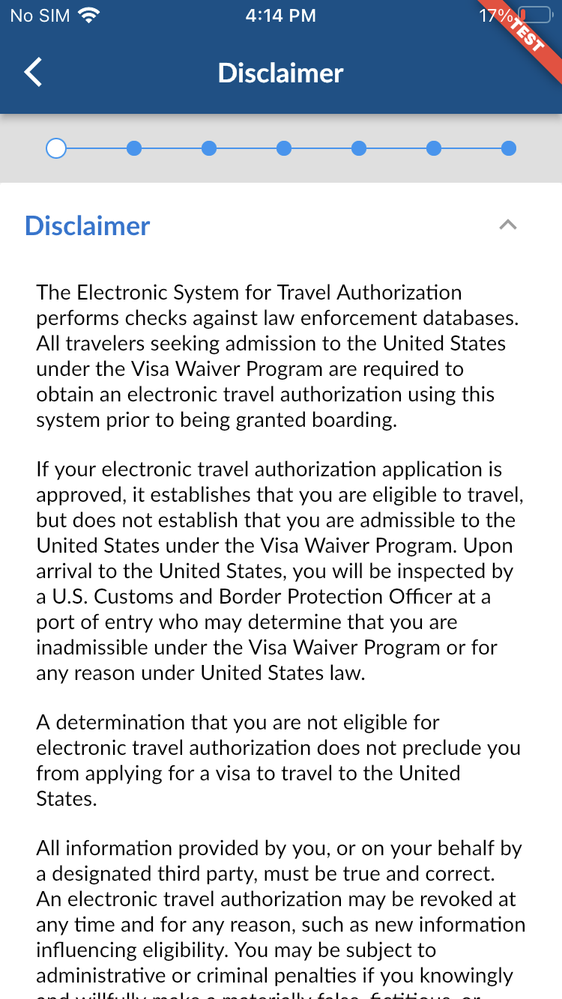 No SIM 4:14 PM 17%
TEST
Disclaimer
Disclaimer
The Electronic System for Travel Authorization
performs checks against law enforcement databases.
All travelers seeking admission to the United States
under the Visa Waiver Program are required to
obtain an electronic travel authorization using this
system prior to being granted boarding.
If your electronic travel authorization application is
approved, it establishes that you are eligible to travel,
but does not establish that you are admissible to the
United States under the Visa Waiver Program. Upon
arrival to the United States, you will be inspected by
a U.S. Customs and Border Protection Officer at a
port of entry who may determine that you are
inadmissible under the Visa Waiver Program or for
any reason under United States law.
A determination that you are not eligible for
electronic travel authorization does not preclude you
from applying for a visa to travel to the United
States.
All information provided by you, or on your behalf by
a designated third party, must be true and correct.
An electronic travel authorization may be revoked at
any time and for any reason, such as new information
influencing eligibility. You may be subject to
administrative or criminal penalties if you knowingly
and willfully make a materially false, fictitious, or